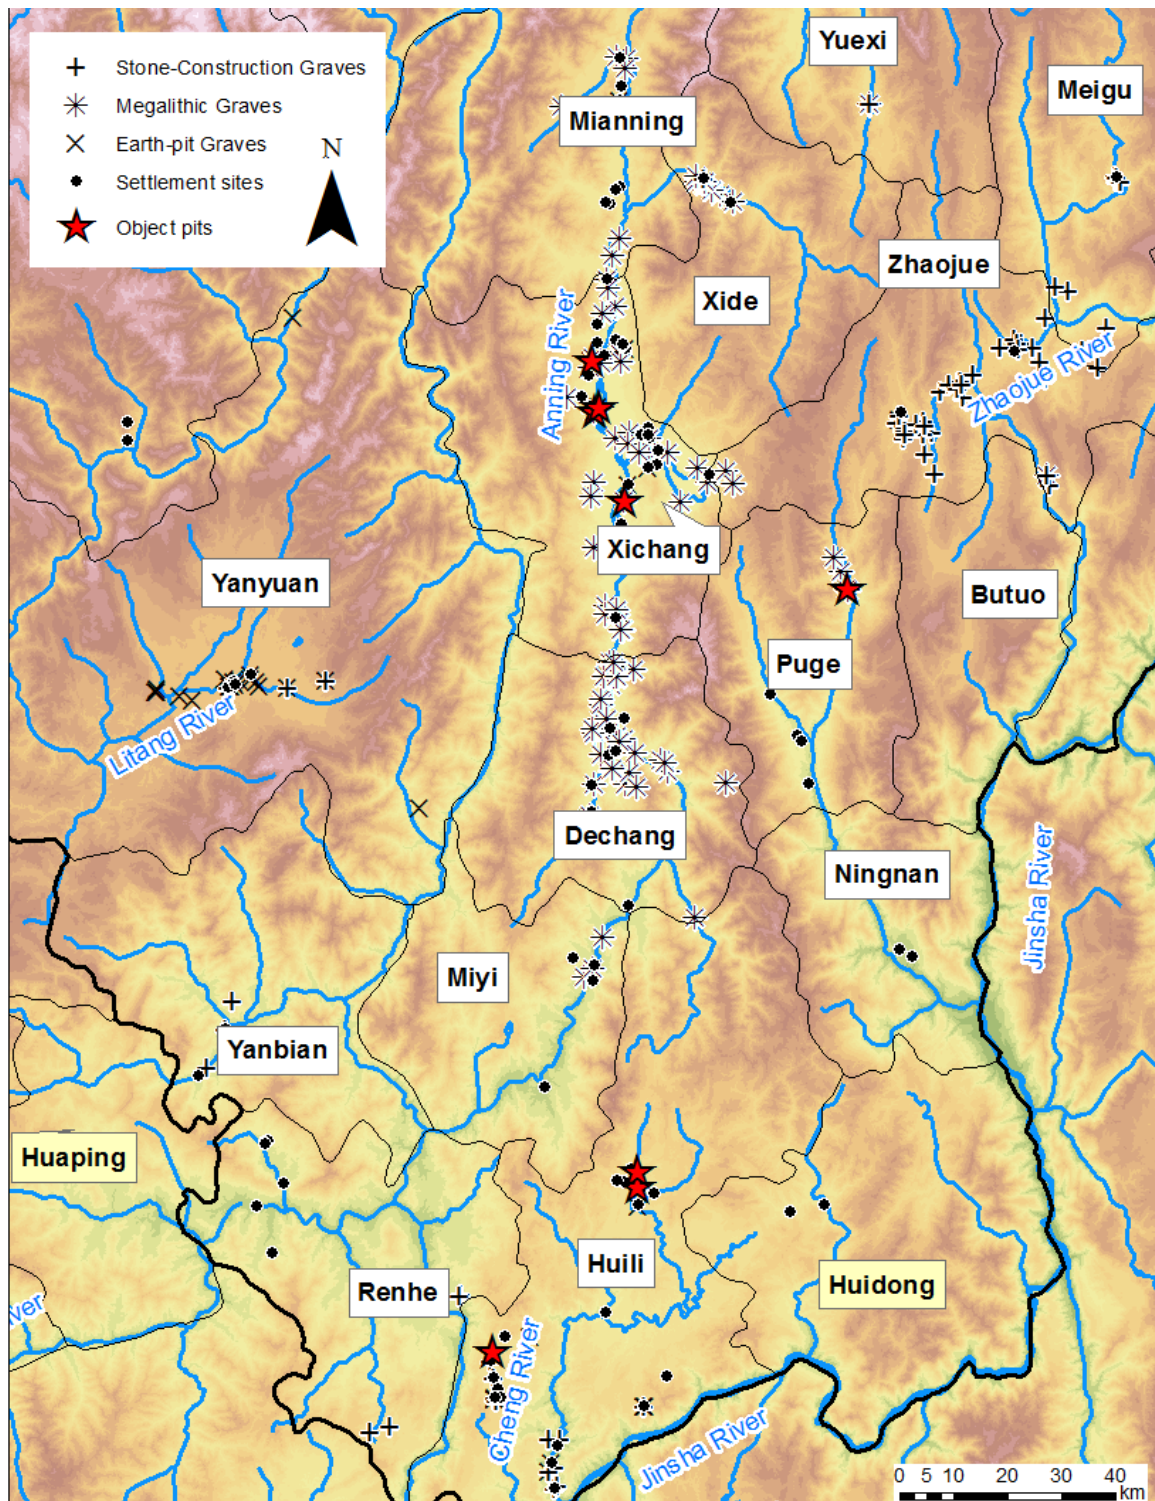 Stone-Construction Graves
Megalithic Graves
Earth-pit Graves
Settlement sites
Object pits
N
Yuexi
Meigu
Mianning
Zhaojue
Xide
Anning River
Zhaojue River
Xichang
Yanyuan
Butuo
Puge
Litang River
Dechang
Ningnan
Jinsha River
Miyi
Yanbian
Huaping
Huili
Huidong
Renhe
Cheng River
Jinsha River
0 5 10 20 30 40
km